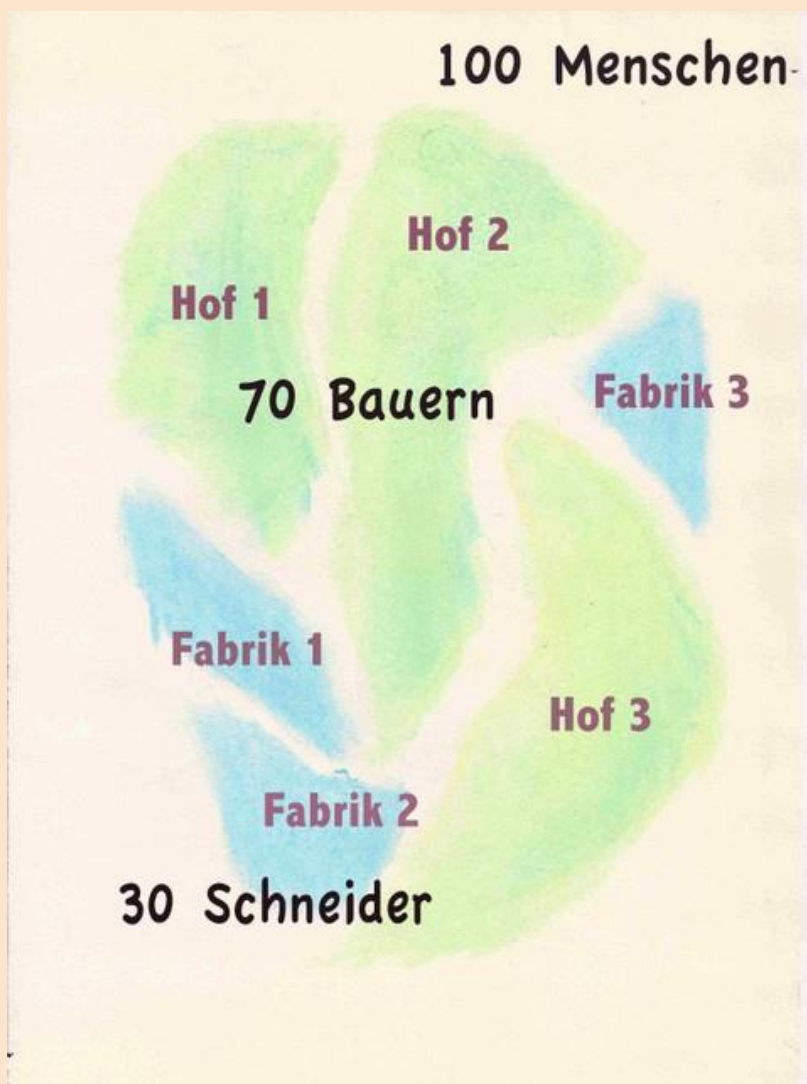 100 Menschen
Hof 2
Hof 1
Fabrik 3
70 Bauern
Fabrik 1
Hof 3
Fabrik 2
30 Schneider